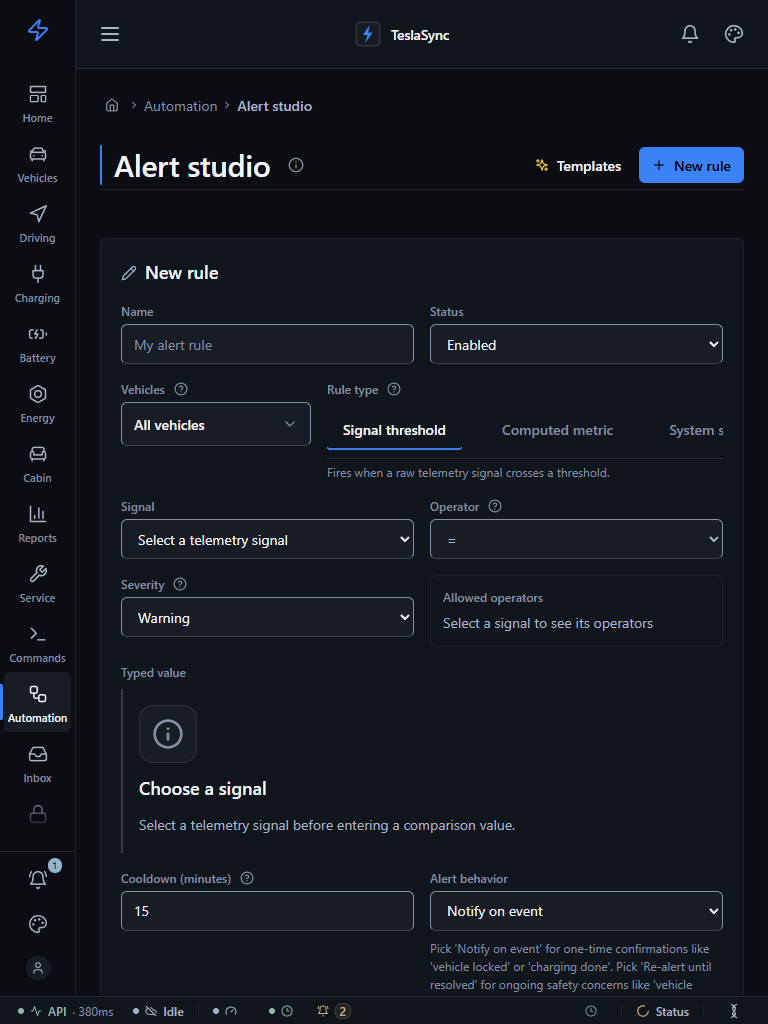 TeslaSync
Home
Vehicles
Driving
Charging
Battery
Energy
Cabin
Reports
Service
Commands
Automation
Inbox
1
Automation > Alert studio
Alert studio
Templates
+ New rule
New rule
Name
Status
My alert rule
Enabled
Vehicles
Rule type
All vehicles
Signal threshold
Computed metric
System s
Fires when a raw telemetry signal crosses a threshold.
Signal
Operator
Select a telemetry signal
=
Severity
Warning
Allowed operators
Select a signal to see its operators
Typed value
Choose a signal
Select a telemetry signal before entering a comparison value.
Cooldown (minutes)
Alert behavior
15
Notify on event
Pick 'Notify on event' for one-time confirmations like
'vehicle locked' or 'charging done'. Pick 'Re-alert until
resolved' for ongoing safety concerns like 'vehicle
API · 380ms
Idle
2
Status